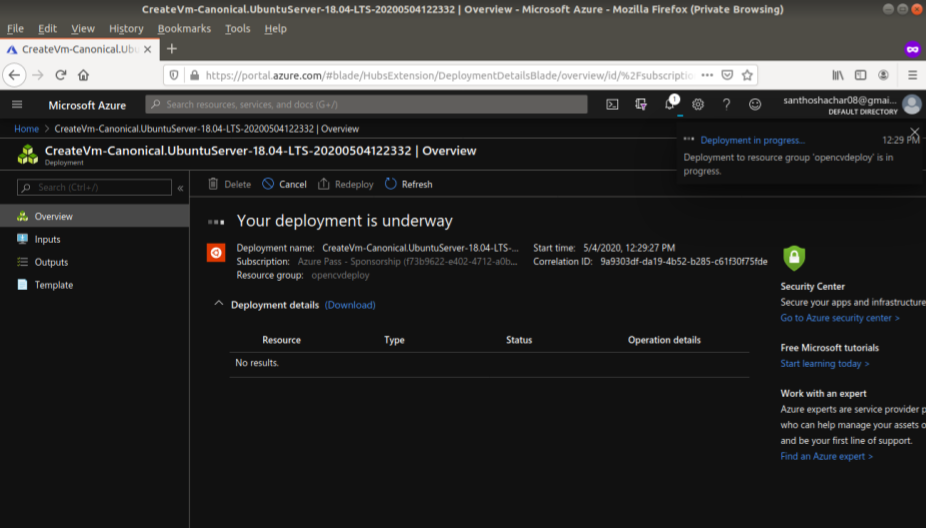 CreateVm-Canonical.UbuntuServer-18.04-LTS-20200504122332 | Overview - Microsoft Azure - Mozilla Firefox (Private Browsing)
File Edit View History Bookmarks Tools Help
CreateVm-Canonical.Ubu
https://portal.azure.com/#blade/HubsExtension/DeploymentDetailsBlade/overview/id/%2Fsubscriptio
Microsoft Azure
Search resources, services, and docs (G+/)
1
santhoshachar08@gmai...
DEFAULT DIRECTORY
Home > CreateVm-Canonical.UbuntuServer-18.04-LTS-20200504122332 | Overview
CreateVm-Canonical.UbuntuServer-18.04-LTS-20200504122332 | Overview
Deployment
Deployment in progress... 12:29 PM
Deployment to resource group 'opencvdeploy' is in
progress.
Search (Ctrl+/)
Overview
Inputs
Outputs
Template
Delete Cancel Redeploy Refresh
Your deployment is underway
Deployment name: CreateVm-Canonical.UbuntuServer-18.04-LTS-...
Subscription: Azure Pass - Sponsorship (f73b9622-e402-4712-a0b...
Resource group: opencvdeploy
Start time: 5/4/2020, 12:29:27 PM
Correlation ID: 9a9303df-da19-4b52-b285-c61f30f75fde
Deployment details (Download)
Resource Type Status Operation details
No results.
Security Center
Secure your apps and infrastructure
Go to Azure security center >
Free Microsoft tutorials
Start learning today >
Work with an expert
Azure experts are service provider p
who can help manage your assets o
and be your first line of support.
Find an Azure expert >